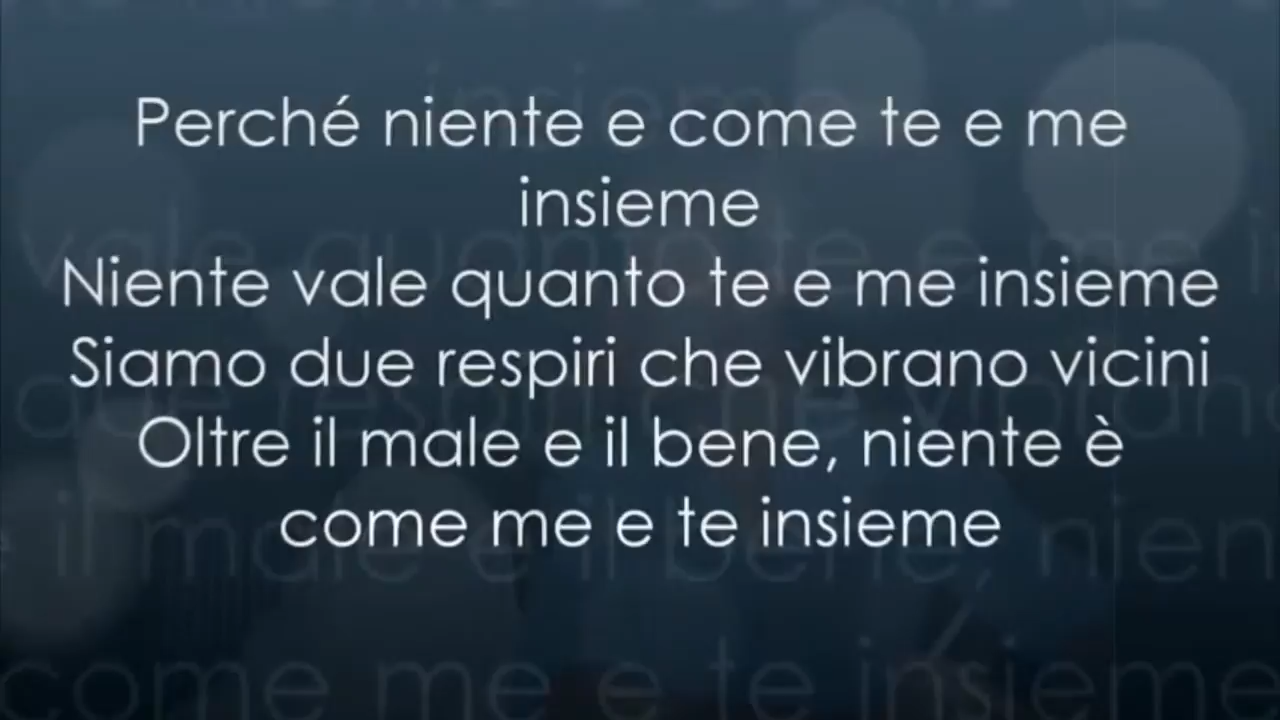 Perché niente e come te e me
insieme
Niente vale quanto te e me insieme
Siamo due respiri che vibrano vicini
Oltre il male e il bene, niente è
come me e te insieme